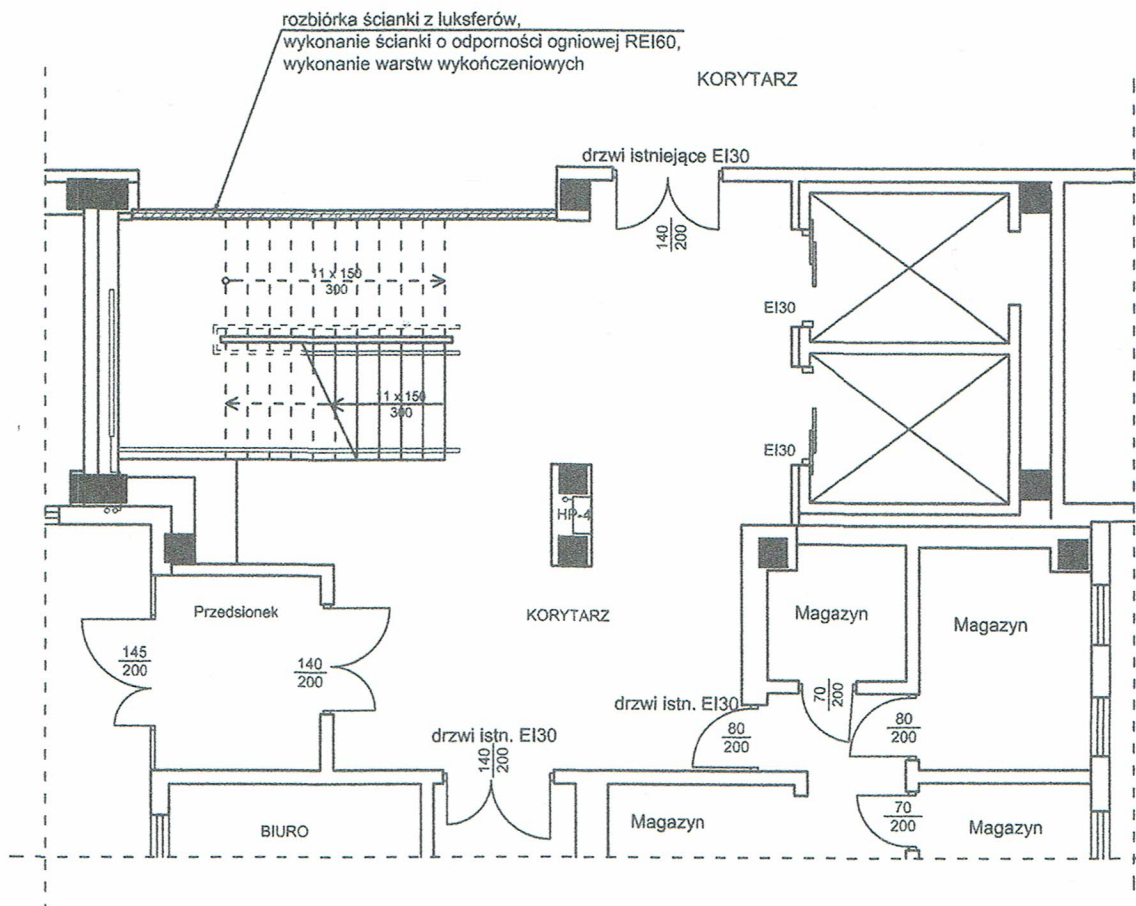 rozbiórka ścianki z luksferów,
wykonanie ścianki o odporności ogniowej REI60,
wykonanie warstw wykończeniowych
KORYTARZ
drzwi istniejące EI30
140
200
11 x 150
300
EI30
11 x 150
300
EI30
HP-4
Przedsionek
KORYTARZ
Magazyn
Magazyn
145
200
140
200
drzwi istn. EI30
70
200
80
200
80
200
drzwi istn. EI30
140
200
BIURO
Magazyn
70
200
Magazyn